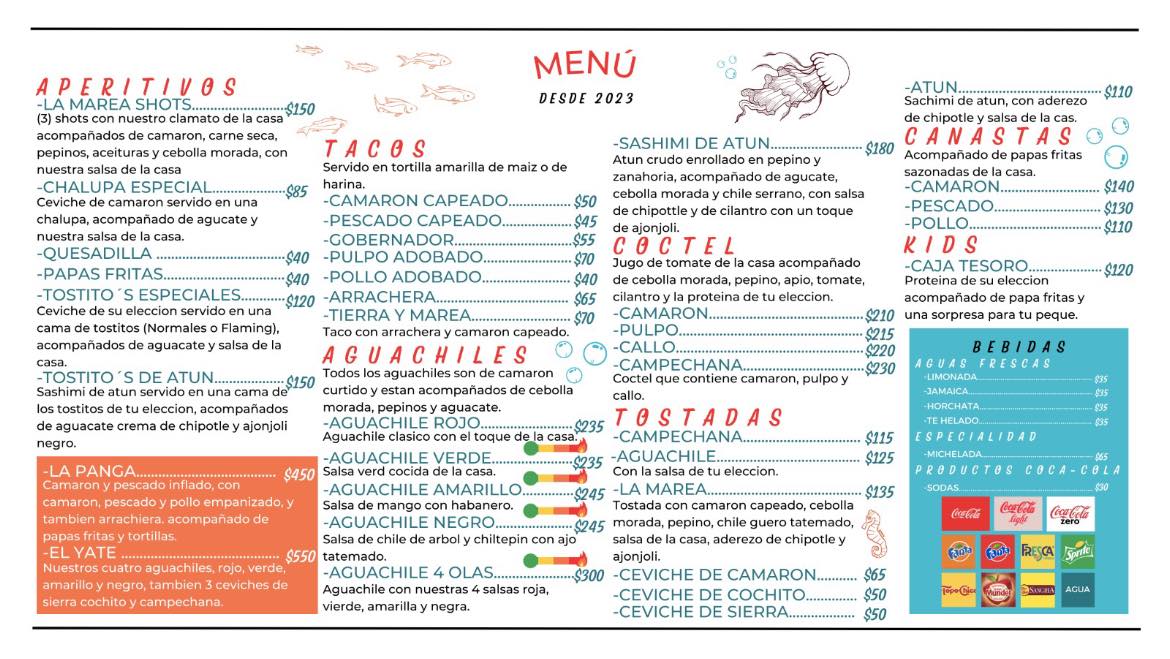 MENÚ
DESDE 2023
APERITIVOS
-LA MAREA SHOTS..................$150
(3) shots con nuestro clamato de la casa
acompañados de camaron, carne seca,
pepinos, aceituras y cebolla morada, con
nuestra salsa de la casa
-CHALUPA ESPECIAL..............$85
Ceviche de camaron servido en una
chalupa, acompañado de agucate y
nuestra salsa de la casa.
-QUESADILLA ..........................$40
-PAPAS FRITAS........................$40
-TOSTITO´S ESPECIALES.........$120
Ceviche de su eleccion servido en una
cama de tostitos (Normales o Flaming),
acompañados de aguacate y salsa de la
casa.
-TOSTITO´S DE ATUN..............$150
Sashimi de atun servido en una cama de
los tostitos de tu eleccion, acompañados
de aguacate crema de chipotle y ajonjoli
negro.
-LA PANGA.............................$450
Camaron y pescado inflado, con
camaron, pescado y pollo empanizado, y
tambien arrachiera. acompañado de
papas fritas y tortillas.
-EL YATE ................................$550
Nuestros cuatro aguachiles, rojo, verde,
amarillo y negro, tambien 3 ceviches de
sierra cochito y campechana.
TACOS
Servido en tortilla amarilla de maiz o de
harina.
-CAMARON CAPEADO............ $50
-PESCADO CAPEADO............. $45
-GOBERNADOR...................... $55
-PULPO ADOBADO................. $70
-POLLO ADOBADO................. $40
-ARRACHERA......................... $65
-TIERRA Y MAREA.................. $70
Taco con arrachera y camaron capeado.
AGUACHILES
Todos los aguachiles son de camaron
curtido y estan acompañados de cebolla
morada, pepinos y aguacate.
-AGUACHILE ROJO.................$235
Aguachile clasico con el toque de la casa.
-AGUACHILE VERDE...............$235
Salsa verd cocida de la casa.
-AGUACHILE AMARILLO.........$245
Salsa de mango con habanero.
-AGUACHILE NEGRO..............$245
Salsa de chile de arbol y chiltepin con ajo
tatemado.
-AGUACHILE 4 OLAS..............$300
Aguachile con nuestras 4 salsas roja,
vierde, amarilla y negra.
-SASHIMI DE ATUN.................$180
Atun crudo enrollado en pepino y
zanahoria, acompañado de agucate,
cebolla morada y chile serrano, con salsa
de chipottle y de cilantro con un toque
de ajonjoli.
COCTEL
Jugo de tomate de la casa acompañado
de cebolla morada, pepino, apio, tomate,
cilantro y la proteina de tu eleccion.
-CAMARON.............................$210
-PULPO..................................$215
-CALLO..................................$220
-CAMPECHANA......................$230
Coctel que contiene camaron, pulpo y
callo.
TOSTADAS
-CAMPECHANA...................... $115
-AGUACHILE.......................... $125
Con la salsa de tu eleccion.
-LA MAREA............................ $135
Tostada con camaron capeado, cebolla
morada, pepino, chile guero tatemado,
salsa de la casa, aderezo de chipotle y
ajonjoli.
-CEVICHE DE CAMARON......... $65
-CEVICHE DE COCHITO........... $50
-CEVICHE DE SIERRA.............. $50
-ATUN................................... $110
Sachimi de atun, con aderezo
de chipotle y salsa de la cas.
CANASTAS
Acompañado de papas fritas
sazonadas de la casa.
-CAMARON........................... $140
-PESCADO............................ $130
-POLLO................................. $110
KIDS
-CAJA TESORO...................... $120
Proteina de su eleccion
acompañado de papa fritas y
una sorpresa para tu peque.
BEBIDAS
AGUAS FRESCAS
-LIMONADA........................... $35
-JAMAICA.............................. $35
-HORCHATA........................... $35
-TE HELADO........................... $35
ESPECIALIDAD
-MICHELADA.......................... $65
PRODUCTOS COCA-COLA
-SODAS................................. $30
Coca-Cola
Coca-Cola light
Coca-Cola zero
Fanta
Fanta
FRESCA
Sprite
Topo Chico
Mundet
SANGRIA
AGUA